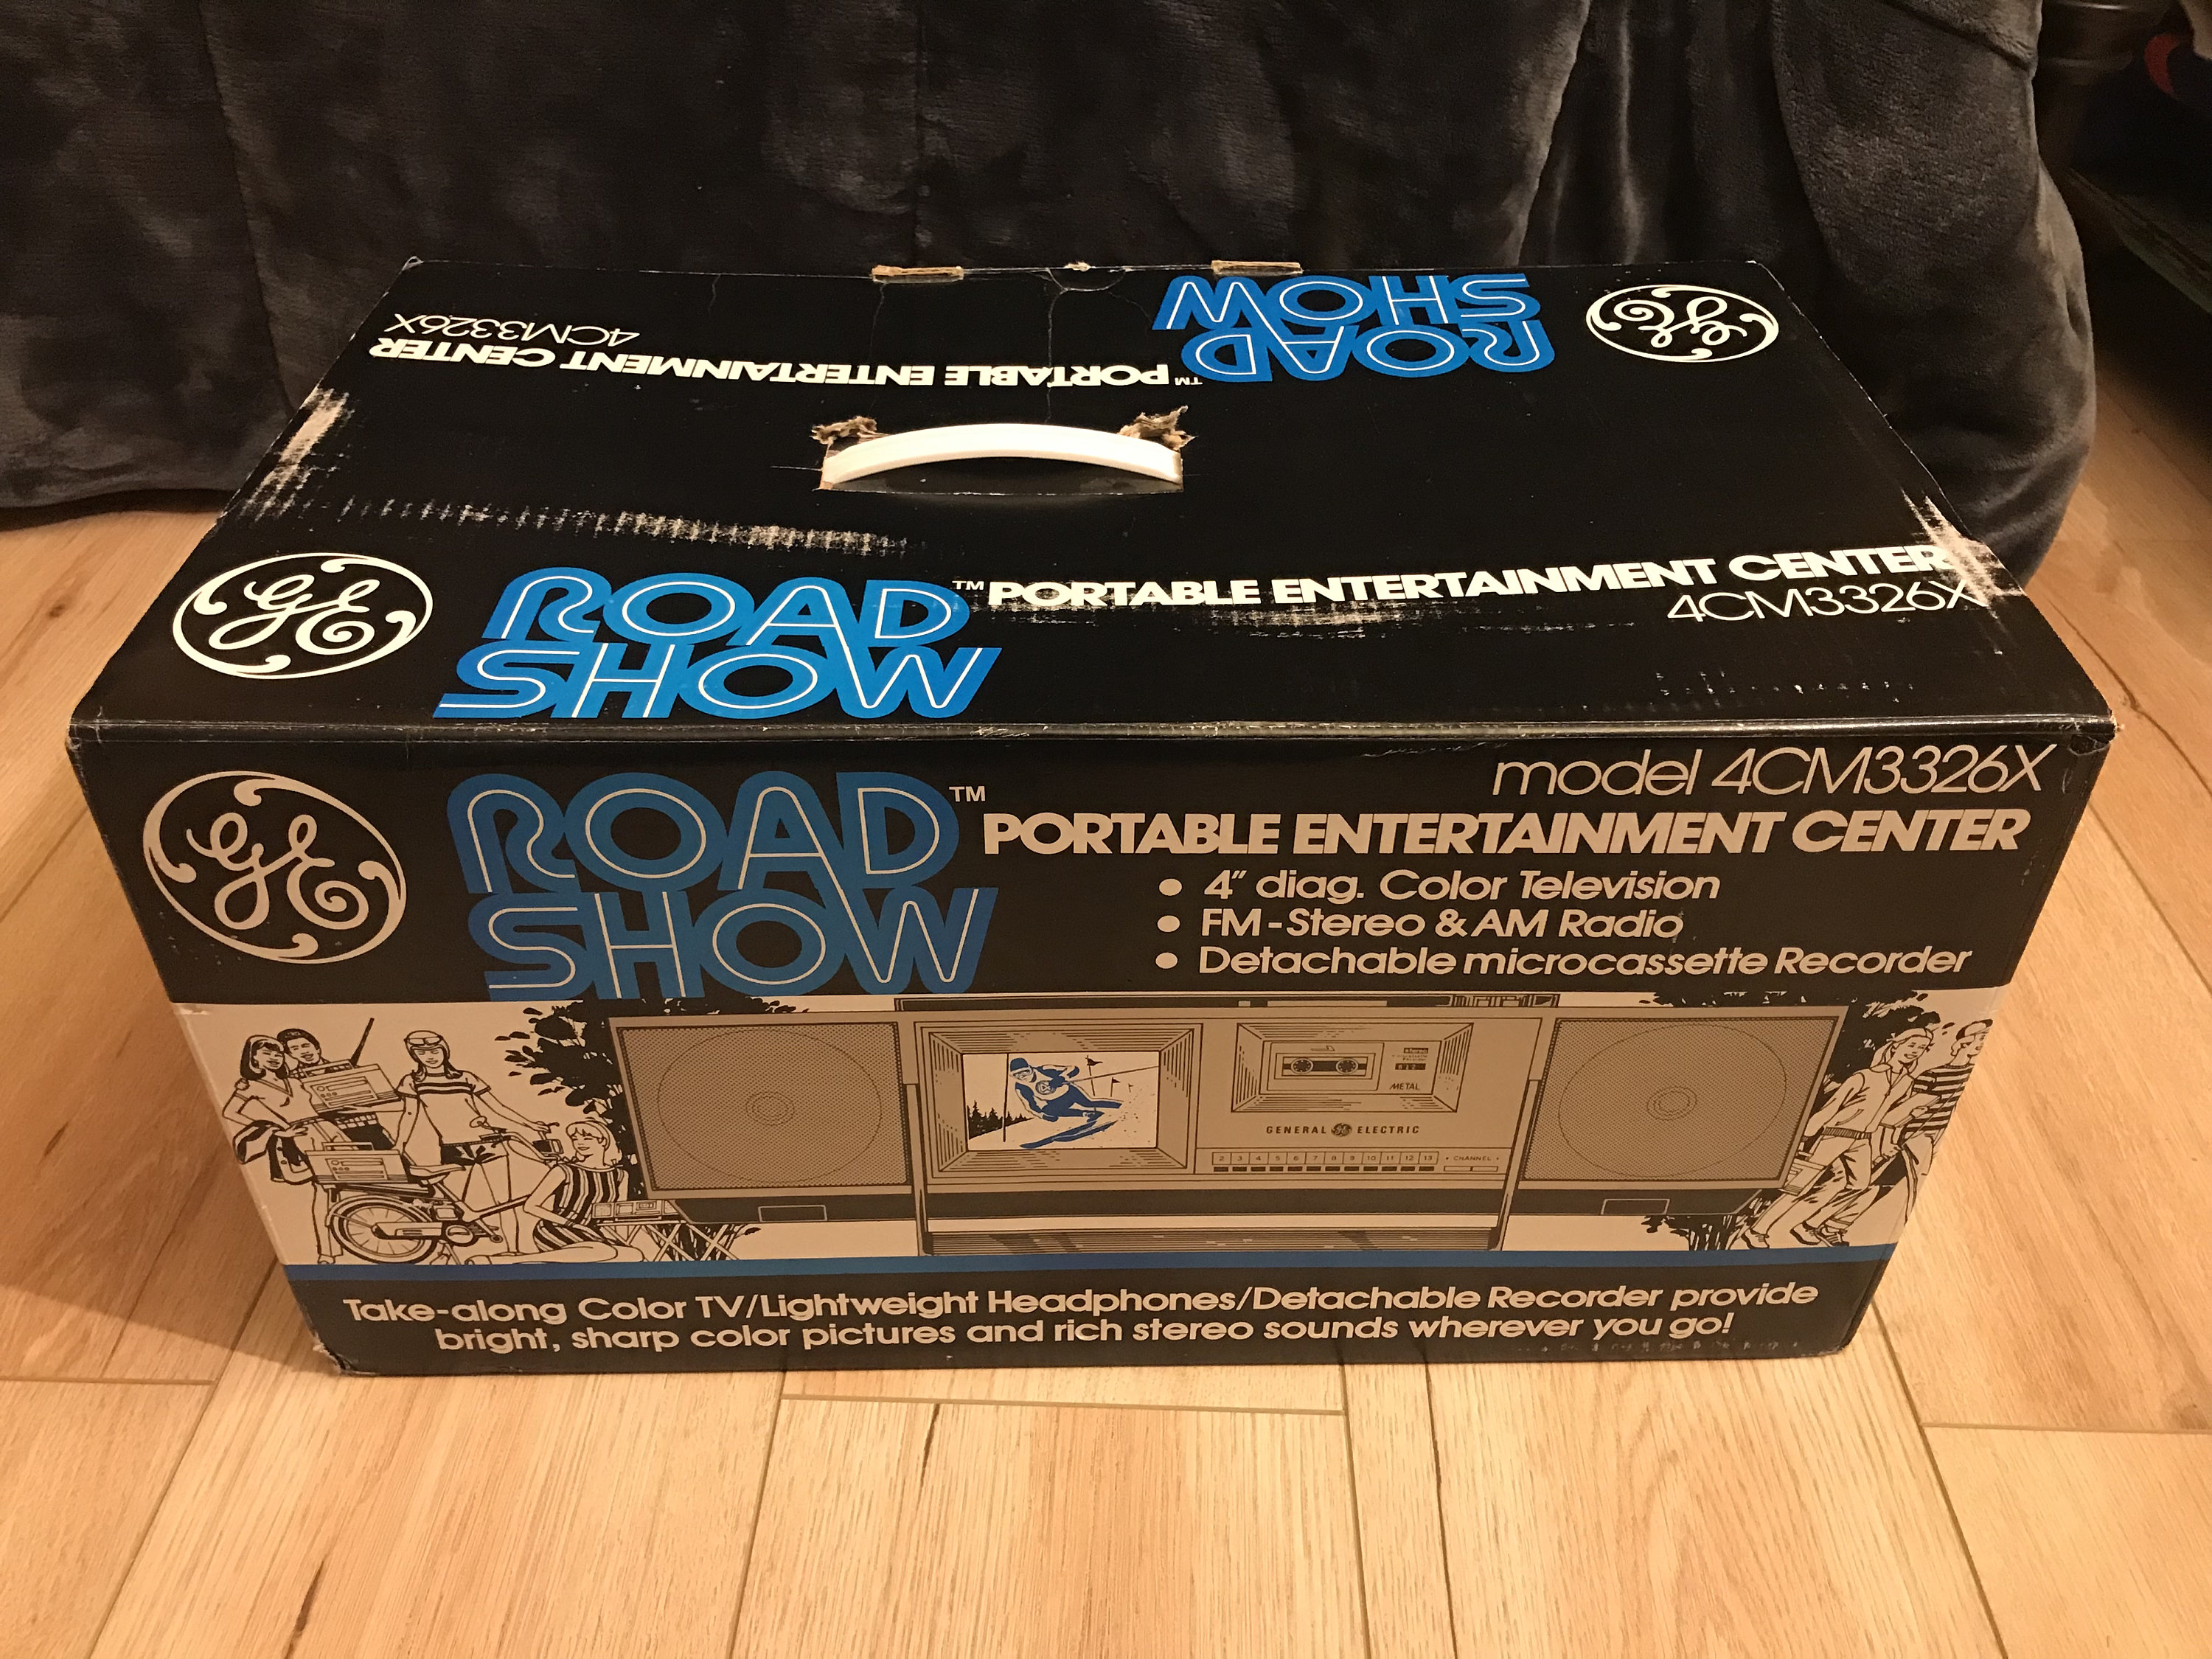 ROAD
SHOW
™ PORTABLE ENTERTAINMENT CENTER
4CM3326X
GE
GE
ROAD
SHOW
™ PORTABLE ENTERTAINMENT CENTER
4CM3326X
GE
ROAD
SHOW
™
model 4CM3326X
PORTABLE ENTERTAINMENT CENTER
• 4" diag. Color Television
• FM-Stereo & AM Radio
• Detachable microcassette Recorder
stereo
METAL
GENERAL GE ELECTRIC
2 3 4 5 6 7 8 9 10 11 12 13 • CHANNEL •
Take-along Color TV/Lightweight Headphones/Detachable Recorder provide
bright, sharp color pictures and rich stereo sounds wherever you go!